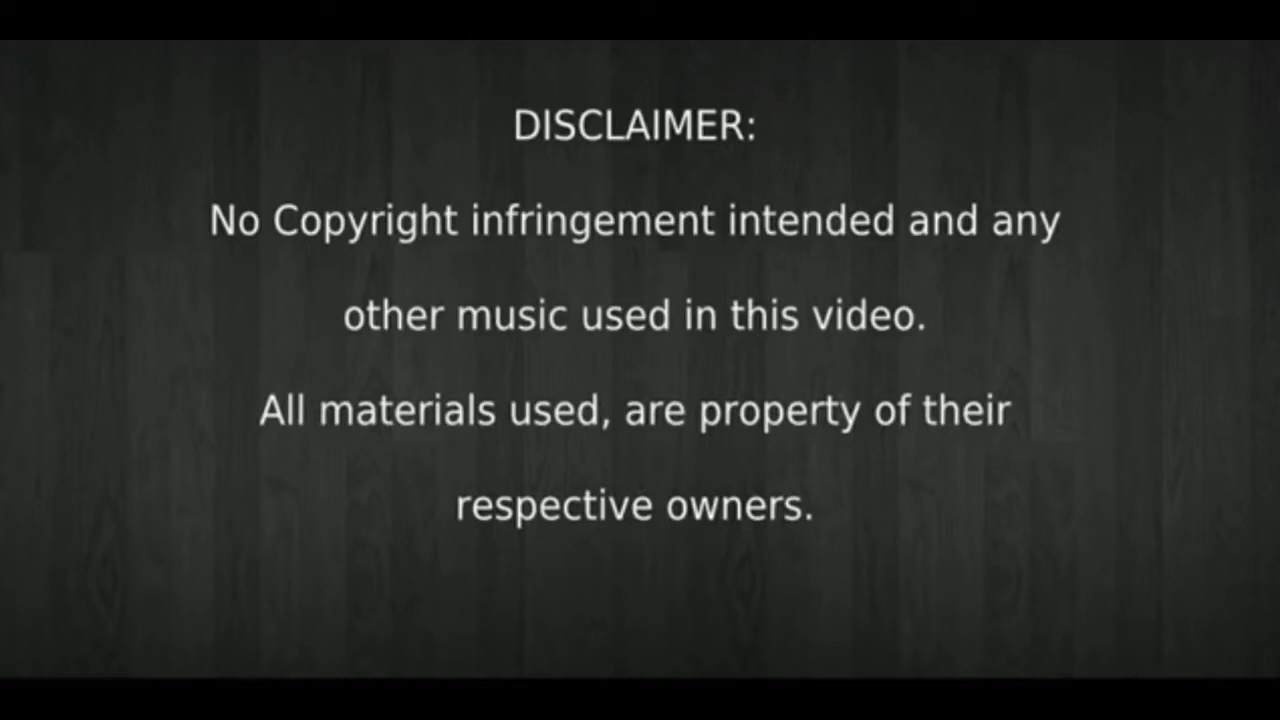 DISCLAIMER:
No Copyright infringement intended and any
other music used in this video.
All materials used, are property of their
respective owners.